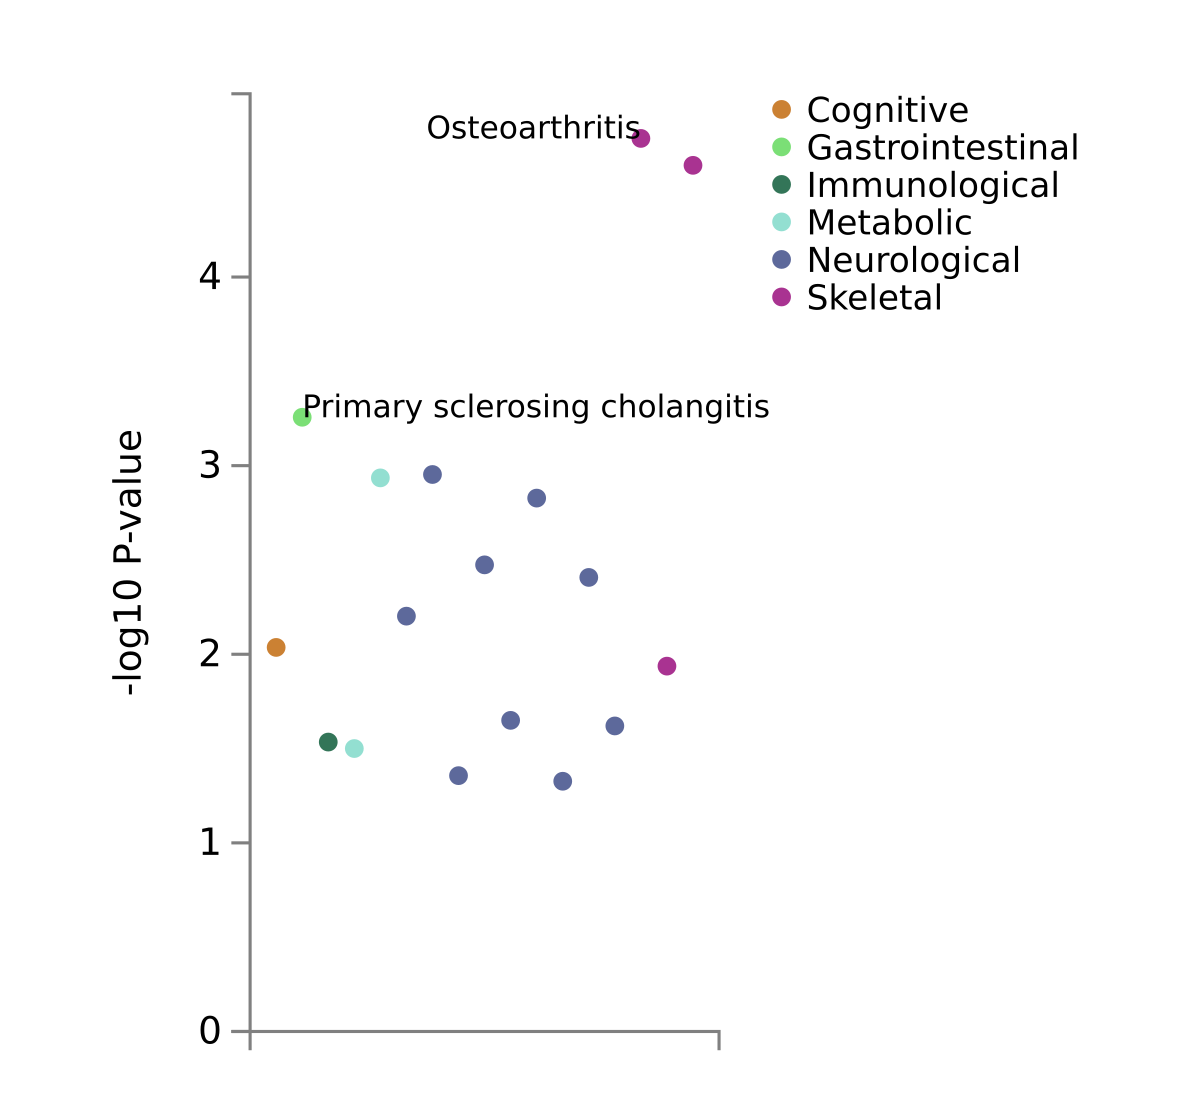 Osteoarthritis
Cognitive
Gastrointestinal
Immunological
Metabolic
Neurological
Skeletal
4
Primary sclerosing cholangitis
3
-log10 P-value
2
1
0